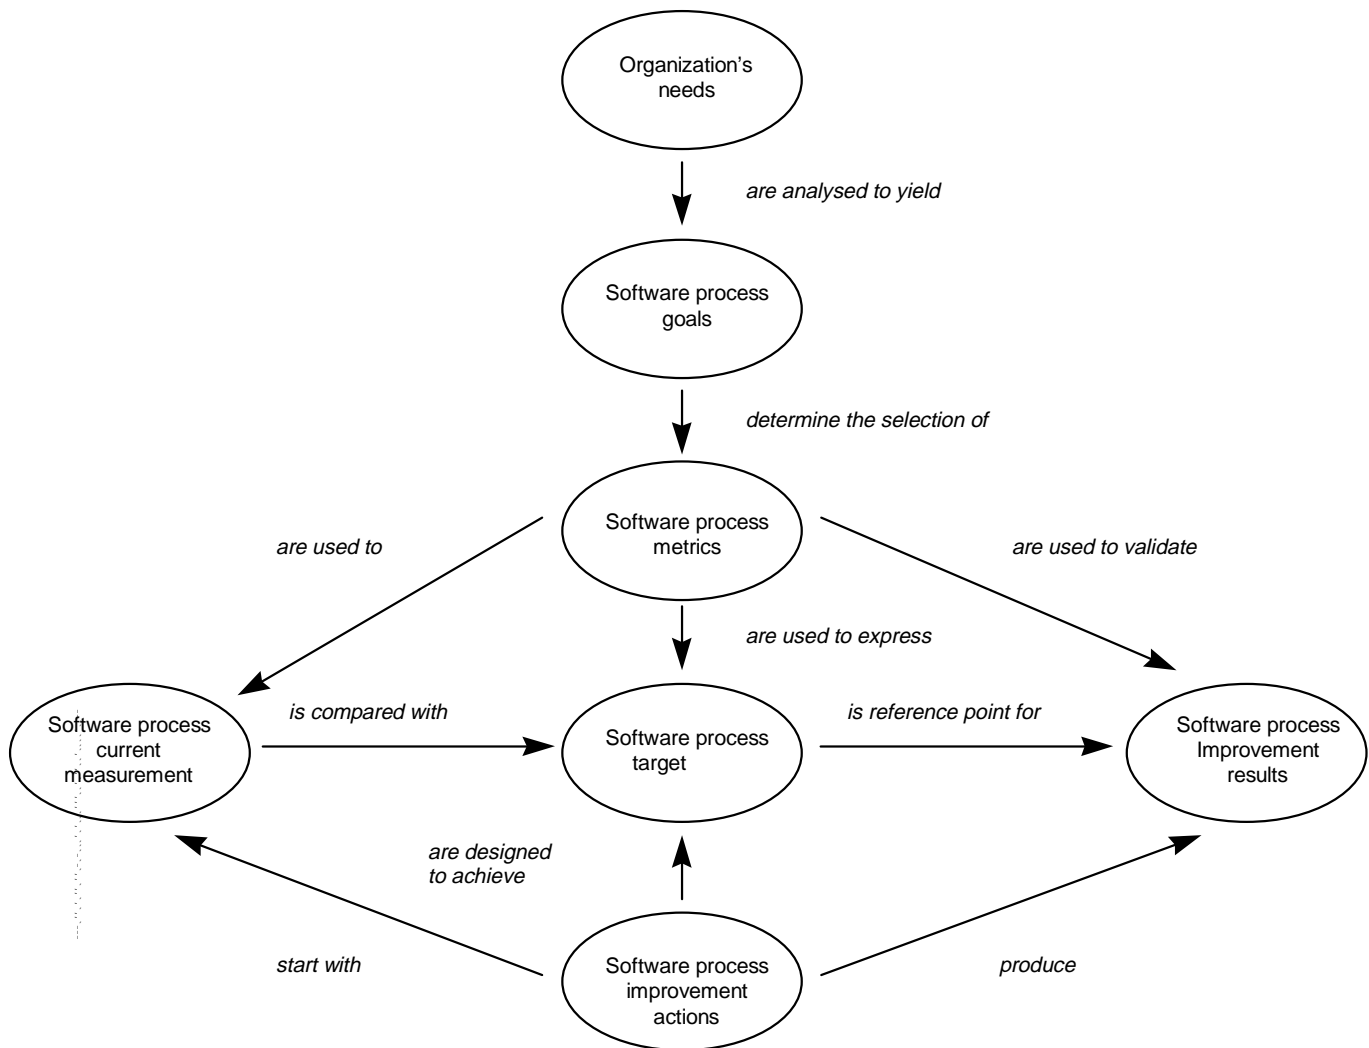 Organization's
needs
are analysed to yield
Software process
goals
determine the selection of
Software process
metrics
are used to
are used to validate
are used to express
is compared with
is reference point for
Software process
current
measurement
Software process
target
Software process
Improvement
results
are designed
to achieve
start with
Software process
improvement
actions
produce